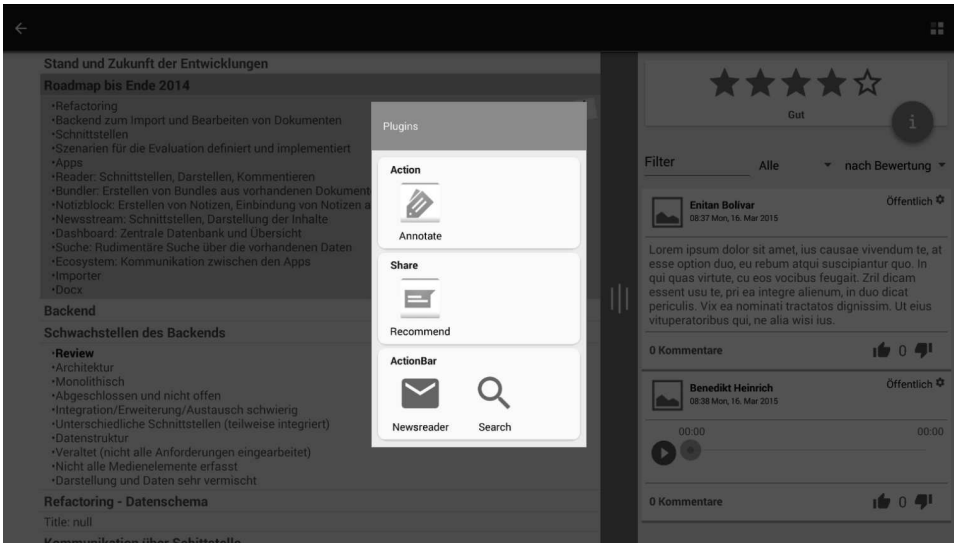 Stand und Zukunft der Entwicklungen
Roadmap bis Ende 2014
•Refactoring
•Backend zum Import und Bearbeiten von Dokumenten
•Schnittstellen
•Szenarien für die Evaluation definiert und implementiert
•Apps
•Reader: Schnittstellen, Darstellen, Kommentieren
•Bundler: Erstellen von Bundles aus vorhandenen Dokument
•Notizblock: Erstellen von Notizen, Einbindung von Notizen a
•Newsstream: Schnittstellen, Darstellung der Inhalte
•Dashboard: Zentrale Datenbank und Übersicht
•Suche: Rudimentäre Suche über die vorhandenen Daten
•Ecosystem: Kommunikation zwischen den Apps
•Importer
•Docx
Backend
Schwachstellen des Backends
•Review
•Architektur
•Monolithisch
•Abgeschlossen und nicht offen
•Integration/Erweiterung/Austausch schwierig
•Unterschiedliche Schnittstellen (teilweise integriert)
•Datenstruktur
•Veraltet (nicht alle Anforderungen eingearbeitet)
•Nicht alle Medienelemente erfasst
•Darstellung und Daten sehr vermischt
Refactoring - Datenschema
Title: null
Kommunikation über Schittstelle
Plugins
Action
Annotate
Share
Recommend
ActionBar
Newsreader Search
Gut
i
Filter Alle nach Bewertung
Enitan Bolivar Öffentlich
08:37 Mon, 16. Mar 2015
Lorem ipsum dolor sit amet, ius causae vivendum te, at
esse option duo, eu rebum atqui suscipiantur quo. In
qui quas virtute, cu eos vocibus feugait. Zril dicam
essent usu te, pri ea integre alienum, in duo dicat
periculis. Vix ea nominati tractatos dignissim. Ut eius
vituperatoribus qui, ne alia wisi ius.
0 Kommentare 0
Benedikt Heinrich Öffentlich
08:38 Mon, 16. Mar 2015
00:00 00:00
0 Kommentare 0